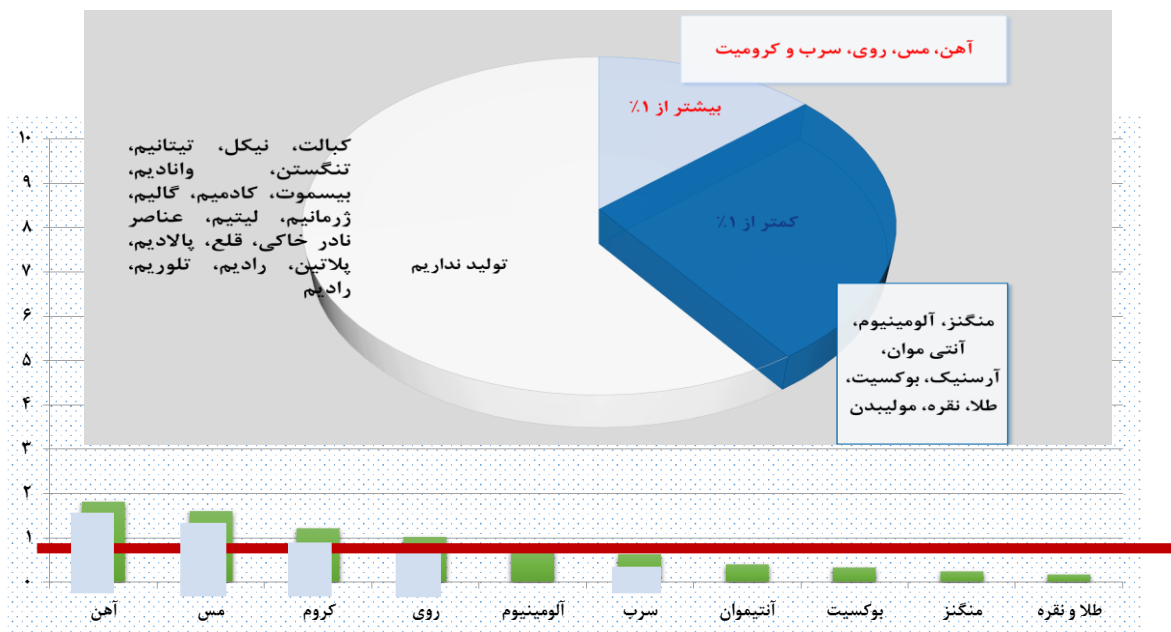 آهن، مس، روی، سرب و کرومیت
بیشتر از ۱٪
کمتر از ۱٪
تولید نداریم
کبالت، نیکل، تیتانیم،
تنگستن، وانادیم،
بیسموت، کادمیم، گالیم،
ژرمانیم، لیتیم، عناصر
نادر خاکی، قلع، پالادیم،
پلاتین، رادیم، تلوریم،
رادیم
منگنز، آلومینیوم،
آنتی موان،
آرسنیک، بوکسیت،
طلا، نقره، مولیبدن
۱۰
۹
۸
۷
۶
۵
۴
۳
۲
۱
۰
آهن
مس
کروم
روی
آلومینیوم
سرب
آنتیموان
بوکسیت
منگنز
طلا و نقره